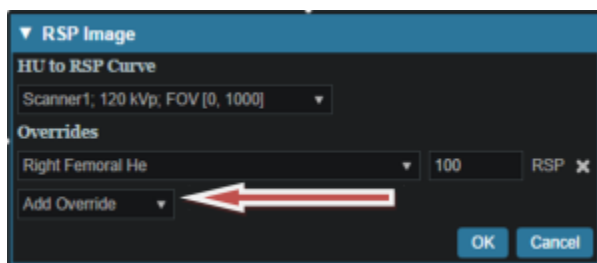 RSP Image
HU to RSP Curve
Scanner1; 120 kVp; FOV [0, 1000]
Overrides
Right Femoral He 100 RSP
Add Override
OK Cancel